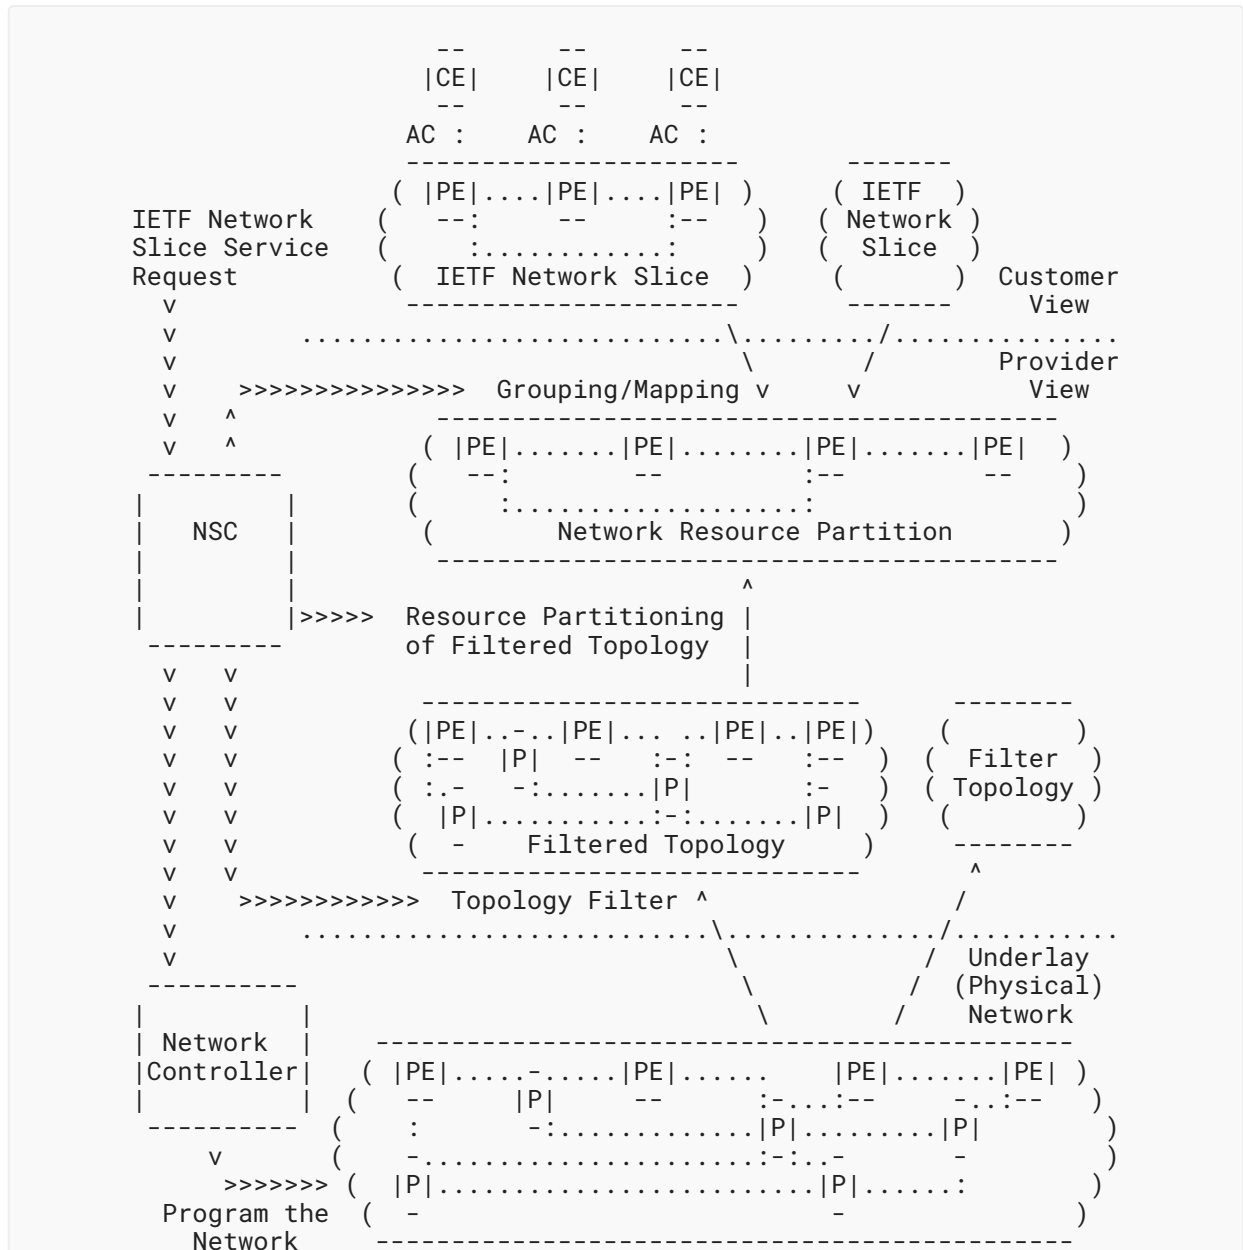 --      --      --
                   |CE|    |CE|    |CE|
                    --      --      --
                  AC :    AC :    AC :
                  ----------------------       -------
                 ( |PE|....|PE|....|PE| )     ( IETF  )
IETF Network    (   --:     --     :--   )   ( Network )
Slice Service   (     :............:     )   (  Slice  )
Request          (  IETF Network Slice  )     (       )  Customer
  v               ----------------------       -------     View
  v        ............................\........./...............
  v                                     \       /        Provider
  v    >>>>>>>>>>>>>>>  Grouping/Mapping v     v           View
  v   ^             -----------------------------------------
  v   ^            ( |PE|.......|PE|........|PE|.......|PE|  )
 ---------        (   --:        --         :--         --    )
|         |       (     :...................:                 )
|   NSC   |        (        Network Resource Partition       )
|         |         -----------------------------------------
|         |                             ^
|         |>>>>>  Resource Partitioning |
 ---------        of Filtered Topology  |
  v   v                                 |
  v   v            -----------------------------      --------
  v   v           (|PE|..-..|PE|... ..|PE|..|PE|)    (        )
  v   v          ( :--  |P|  --   :-:  --   :--  )  (  Filter  )
  v   v          ( :.-   -:.......|P|       :-   )  ( Topology )
  v   v          (  |P|...........:-:.......|P|  )   (        )
  v   v           (  -    Filtered Topology     )     --------
  v   v            -----------------------------       ^
  v    >>>>>>>>>>>>  Topology Filter ^                /
  v        ...........................\............../...........
  v                                    \            /  Underlay
 ----------                             \          /  (Physical)
|          |                             \        /    Network
| Network  |    ----------------------------------------------
|Controller|   ( |PE|.....-.....|PE|......    |PE|.......|PE| )
|          |  (   --     |P|     --      :-...:--     -..:--   )
 ----------  (    :       -:.............|P|.........|P|        )
     v       (    -......................:-:..-       -         )
      >>>>>>> (  |P|.........................|P|......:        )
  Program the  (  -                           -               )
    Network     ----------------------------------------------